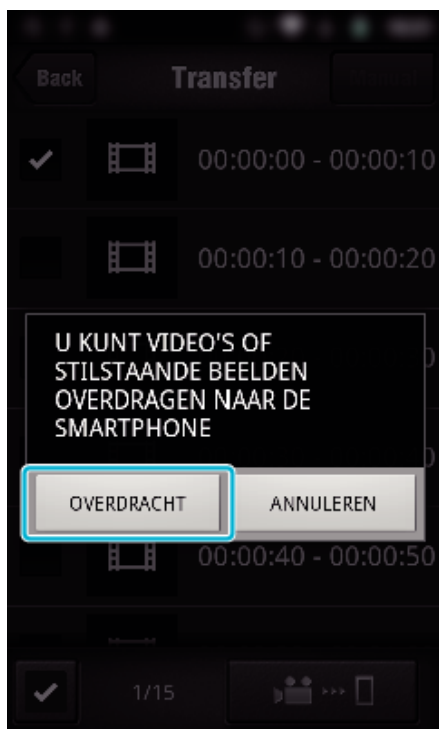 Back
Transfer
Manual
00:00:00 - 00:00:10
00:00:10 - 00:00:20
U KUNT VIDEO'S OF
STILSTAANDE BEELDEN
OVERDRAGEN NAAR DE
SMARTPHONE
OVERDRACHT
ANNULEREN
00:00:40 - 00:00:50
1/15